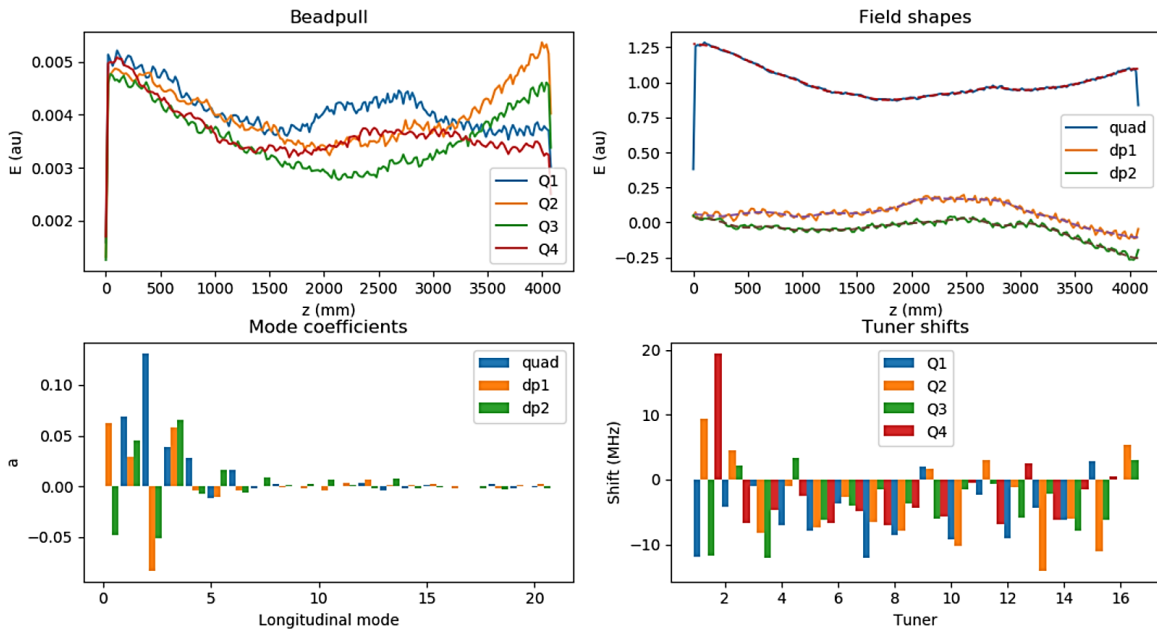 Beadpull
0.005
0.004
0.003
0.002
E (au)
Q1
Q2
Q3
Q4
0 500 1000 1500 2000 2500 3000 3500 4000
z (mm)
Field shapes
1.25
1.00
0.75
0.50
0.25
0.00
−0.25
E (au)
quad
dp1
dp2
0 500 1000 1500 2000 2500 3000 3500 4000
z (mm)
Mode coefficients
0.10
0.05
0.00
−0.05
a
quad
dp1
dp2
0 5 10 15 20
Longitudinal mode
Tuner shifts
20
10
0
−10
Shift (MHz)
Q1
Q2
Q3
Q4
2 4 6 8 10 12 14 16
Tuner